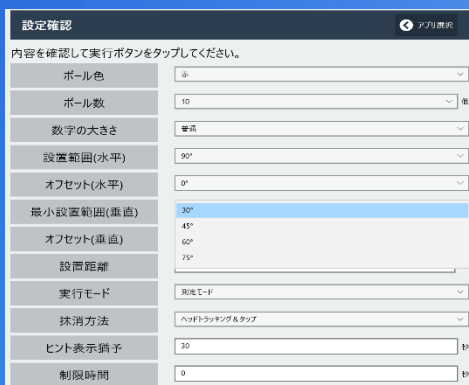 設定確認
アプリ選択
内容を確認して実行ボタンをタップしてください。
ボール色 赤
ボール数 10 個
数字の大きさ 普通
設置範囲(水平) 90°
オフセット(水平) 0°
最小設置範囲(垂直) 30°
45°
オフセット(垂直) 60°
75°
設置距離
実行モード 測定モード
抹消方法 ヘッドトラッキング&タップ
ヒント表示猶予 30 秒
制限時間 0 秒